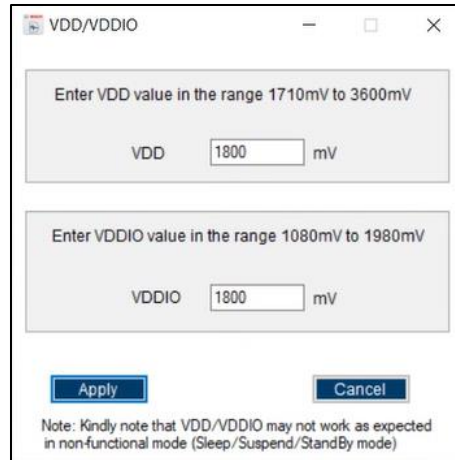 VDD/VDDIO
Enter VDD value in the range 1710mV to 3600mV
VDD 1800 mV
Enter VDDIO value in the range 1080mV to 1980mV
VDDIO 1800 mV
Apply Cancel
Note: Kindly note that VDD/VDDIO may not work as expected
in non-functional mode (Sleep/Suspend/StandBy mode)